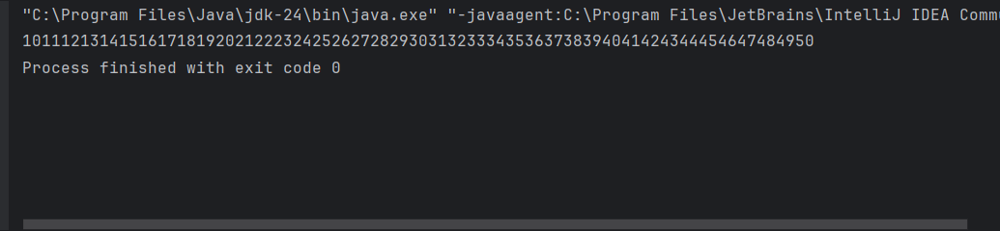 "C:\Program Files\Java\jdk-24\bin\java.exe" "-javaagent:C:\Program Files\JetBrains\IntelliJ IDEA Comm
1011121314151617181920212223242526272829303132333435363738394041424344454647484950
Process finished with exit code 0